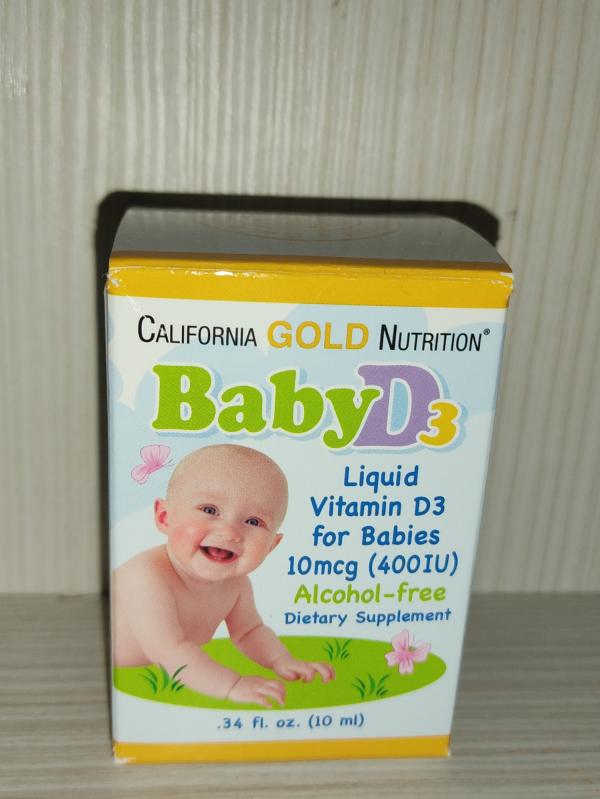 CALIFORNIA GOLD NUTRITION®
BabyD3
Liquid
Vitamin D3
for Babies
10mcg (400IU)
Alcohol-free
Dietary Supplement
.34 fl. oz. (10 ml)